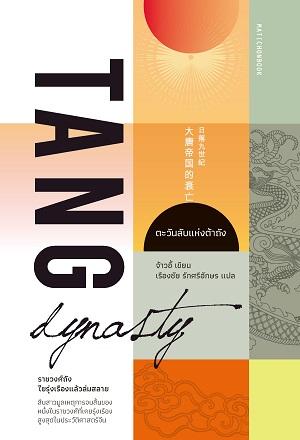 MATICHONBOOK
TANG
dynasty
日落九世紀
大唐帝国的衰亡
ตะวันลับแห่งต้าถัง
จ้าวอี้ เขียน
เรืองชัย รักศรีอักษร แปล
ราชวงศ์ถัง
ใยรุ่งเรืองแล้วล่มสลาย
สืบสาวมูลเหตุการจบสิ้นของ
หนึ่งในราชวงศ์ที่เคยรุ่งเรือง
สูงสุดในประวัติศาสตร์จีน